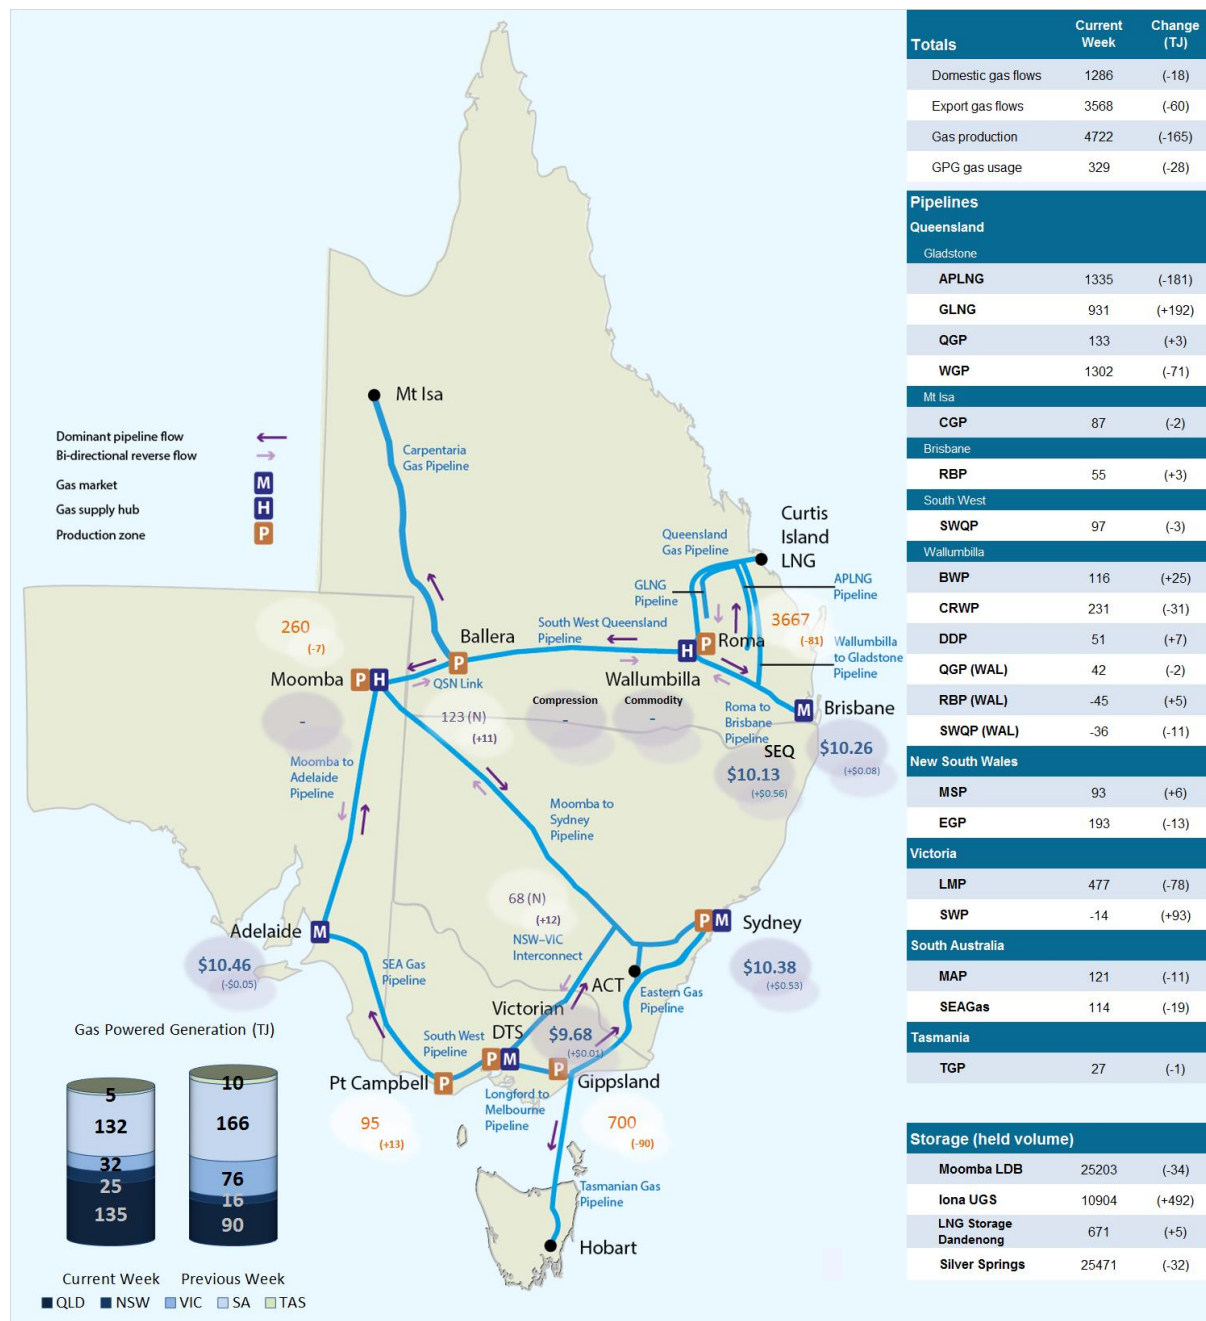 Totals Current Week Change (TJ)
Domestic gas flows 1286 (-18)
Export gas flows 3568 (-60)
Gas production 4722 (-165)
GPG gas usage 329 (-28)
Pipelines
Queensland
Gladstone
APLNG 1335 (-181)
GLNG 931 (+192)
QGP 133 (+3)
WGP 1302 (-71)
Mt Isa
CGP 87 (-2)
Brisbane
RBP 55 (+3)
South West
SWQP 97 (-3)
Wallumbilla
BWP 116 (+25)
CRWP 231 (-31)
DDP 51 (+7)
QGP (WAL) 42 (-2)
RBP (WAL) -45 (+5)
SWQP (WAL) -36 (-11)
New South Wales
MSP 93 (+6)
EGP 193 (-13)
Victoria
LMP 477 (-78)
SWP -14 (+93)
South Australia
MAP 121 (-11)
SEAGas 114 (-19)
Tasmania
TGP 27 (-1)
Storage (held volume)
Moomba LDB 25203 (-34)
Iona UGS 10904 (+492)
LNG Storage
Dandenong 671 (+5)
Silver Springs 25471 (-32)
Mt Isa
Carpentaria
Gas Pipeline
Dominant pipeline flow
Bi-directional reverse flow
Gas market M
Gas supply hub H
Production zone P
Curtis
Island
LNG
Queensland
Gas Pipeline
GLNG
Pipeline
APLNG
Pipeline
3667
(-81)
Wallumbilla
to Gladstone
Pipeline
260
(-7)
Ballera
P
South West Queensland
Pipeline
H P Roma
Moomba P H
QSN Link
Wallumbilla
-
123 (N)
(+11)
Compression
-
Commodity
-
Roma to
Brisbane
Pipeline
M Brisbane
$10.26
(+$0.08)
SEQ
$10.13
(+$0.56)
Moomba to
Adelaide
Pipeline
Moomba to
Sydney
Pipeline
68 (N)
(+12)
NSW–VIC
Interconnect
P M Sydney
$10.38
(+$0.53)
Adelaide M
$10.46
(-$0.05)
SEA Gas
Pipeline
ACT
Eastern Gas
Pipeline
Victorian
DTS
P M
$9.68
(+$0.01)
South West
Pipeline
Pt Campbell P
95
(+13)
Longford to
Melbourne
Pipeline
P
Gippsland
700
(-90)
Tasmanian Gas
Pipeline
Hobart
Gas Powered Generation (TJ)
5 10
132 166
32 76
25 16
135 90
Current Week Previous Week
QLD NSW VIC SA TAS